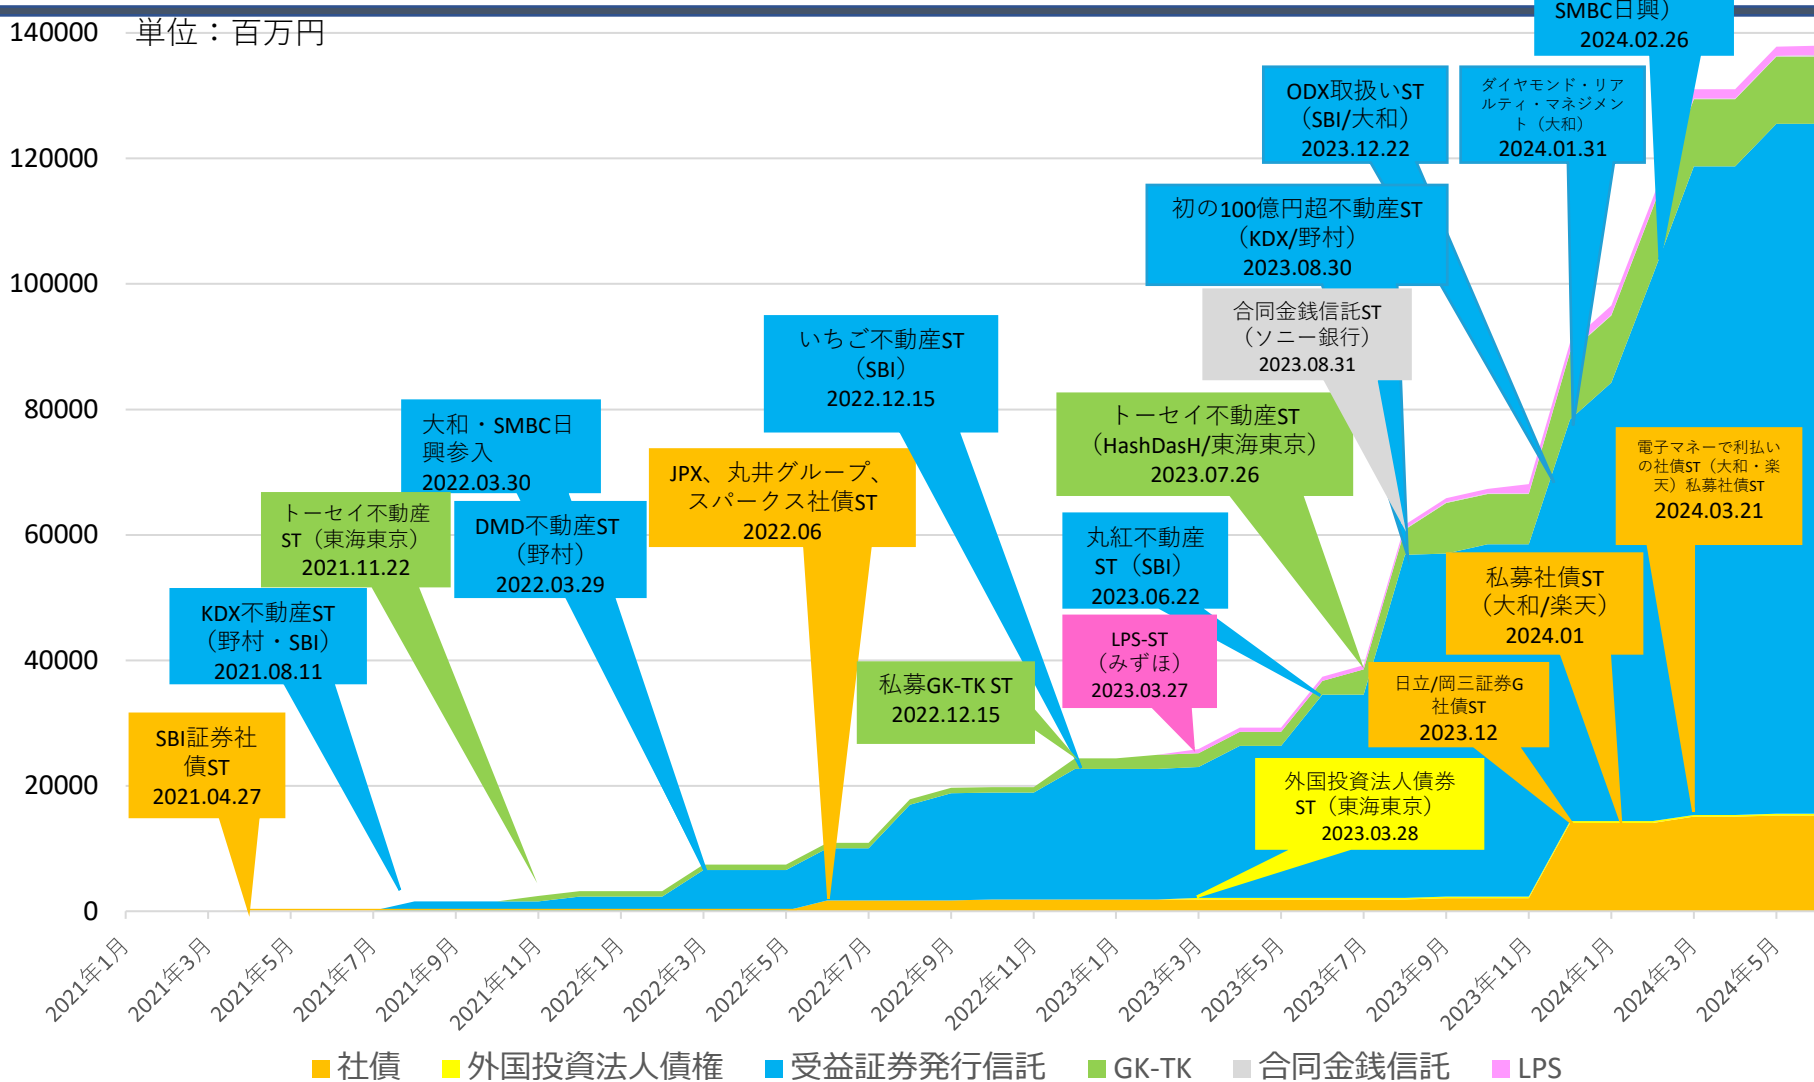 140000
単位：百万円
120000
100000
80000
60000
40000
20000
0
SMBC日興）
2024.02.26
ODX取扱いST
（SBI/大和）
2023.12.22
ダイヤモンド・リア
ルティ・マネジメン
ト（大和）
2024.01.31
初の100億円超不動産ST
（KDX/野村）
2023.08.30
合同金銭信託ST
（ソニー銀行）
2023.08.31
いちご不動産ST
（SBI）
2022.12.15
大和・SMBC日
興参入
2022.03.30
JPX、丸井グループ、
スパークス社債ST
2022.06
トーセイ不動産ST
（HashDasH/東海東京）
2023.07.26
電子マネーで利払い
の社債ST（大和・楽
天）私募社債ST
2024.03.21
トーセイ不動産
ST（東海東京）
2021.11.22
DMD不動産ST
（野村）
2022.03.29
丸紅不動産
ST（SBI）
2023.06.22
私募社債ST
（大和/楽天）
2024.01
KDX不動産ST
（野村・SBI）
2021.08.11
LPS-ST
（みずほ）
2023.03.27
私募GK-TK ST
2022.12.15
日立/岡三証券G
社債ST
2023.12
SBI証券社
債ST
2021.04.27
外国投資法人債券
ST（東海東京）
2023.03.28
2021年1月
2021年3月
2021年5月
2021年7月
2021年9月
2021年11月
2022年1月
2022年3月
2022年5月
2022年7月
2022年9月
2022年11月
2023年1月
2023年3月
2023年5月
2023年7月
2023年9月
2023年11月
2024年1月
2024年3月
2024年5月
社債
外国投資法人債権
受益証券発行信託
GK-TK
合同金銭信託
LPS